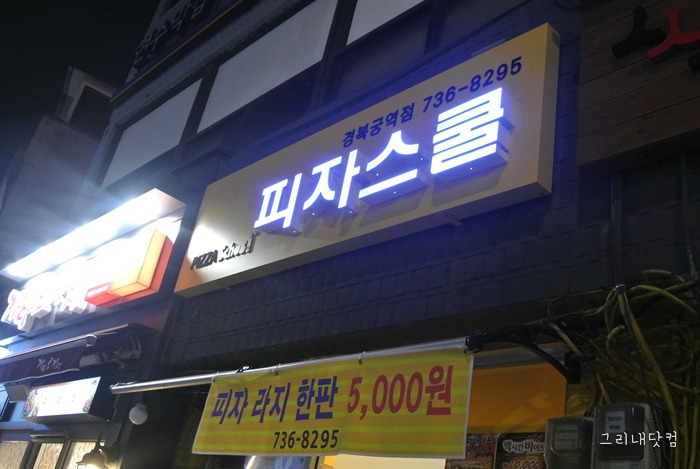 경복궁역점 736-8295
피자스쿨
PIZZA School
피자 라지 한판 5,000원
736-8295
그리내닷컴